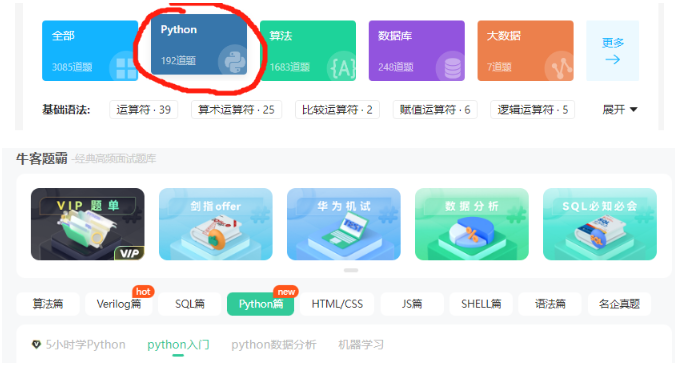 全部 Python 算法 数据库 大数据 更多
3085道题 192道题 1683道题 248道题 7道题
基础语法: 运算符·39 算术运算符·25 比较运算符·2 赋值运算符·6 逻辑运算符·5 展开
牛客题霸 -经典高频面试题库
VIP题单 剑指offer 华为机试 数据分析 SQL必知必会
VIP
hot new
算法篇 Verilog篇 SQL篇 Python篇 HTML/CSS JS篇 SHELL篇 语法篇 名企真题
5小时学Python python入门 python数据分析 机器学习